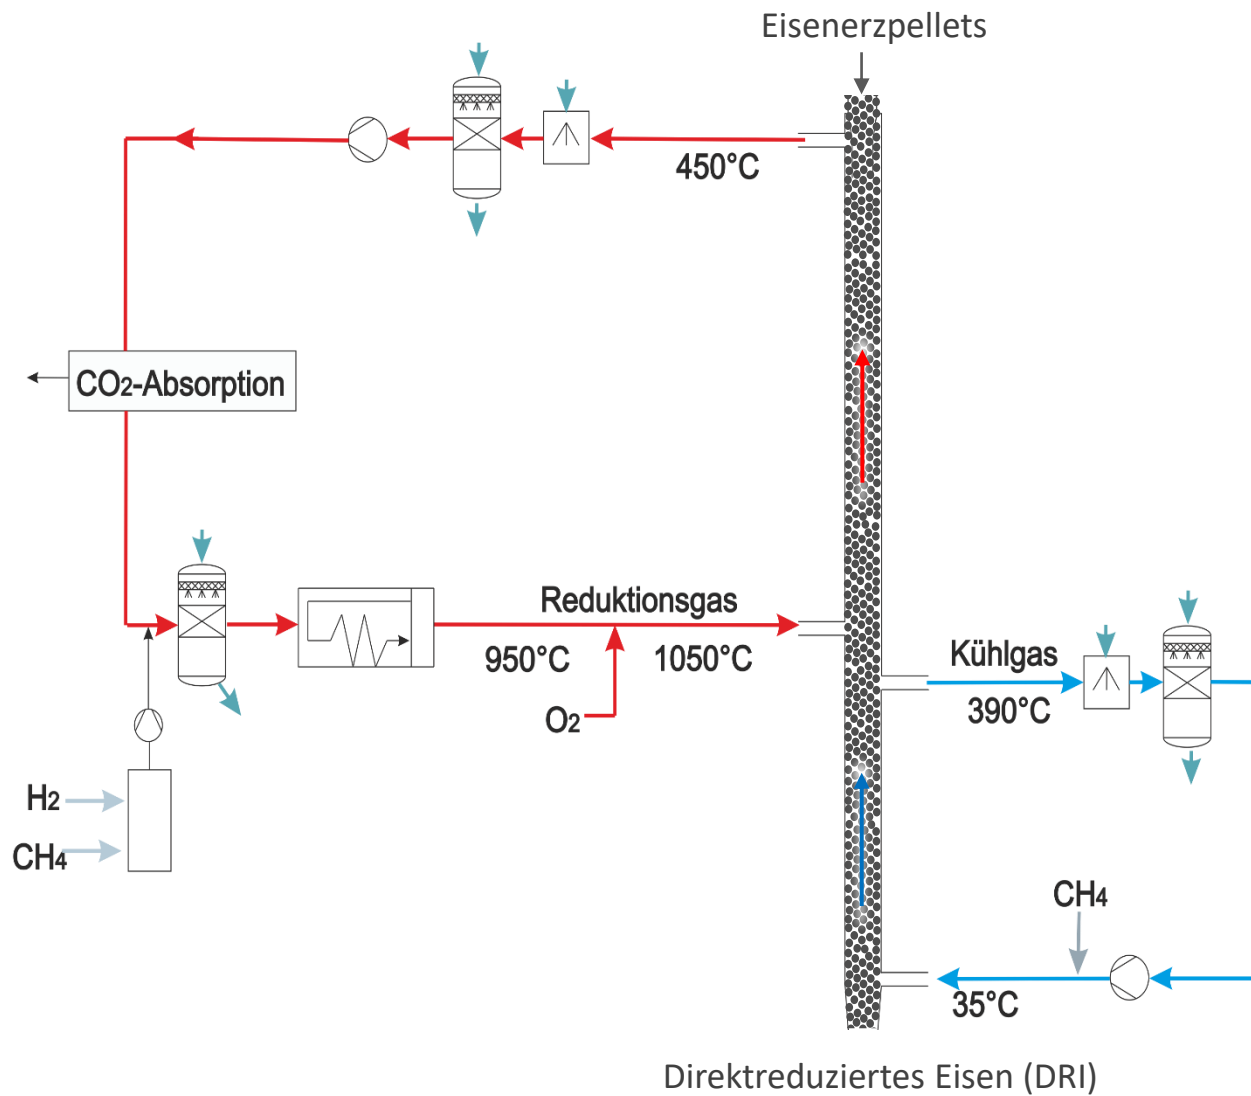 Eisenerzpellets
450°C
CO2-Absorption
Reduktionsgas
950°C
1050°C
O2
Kühlgas
390°C
H2
CH4
CH4
35°C
Direktreduziertes Eisen (DRI)